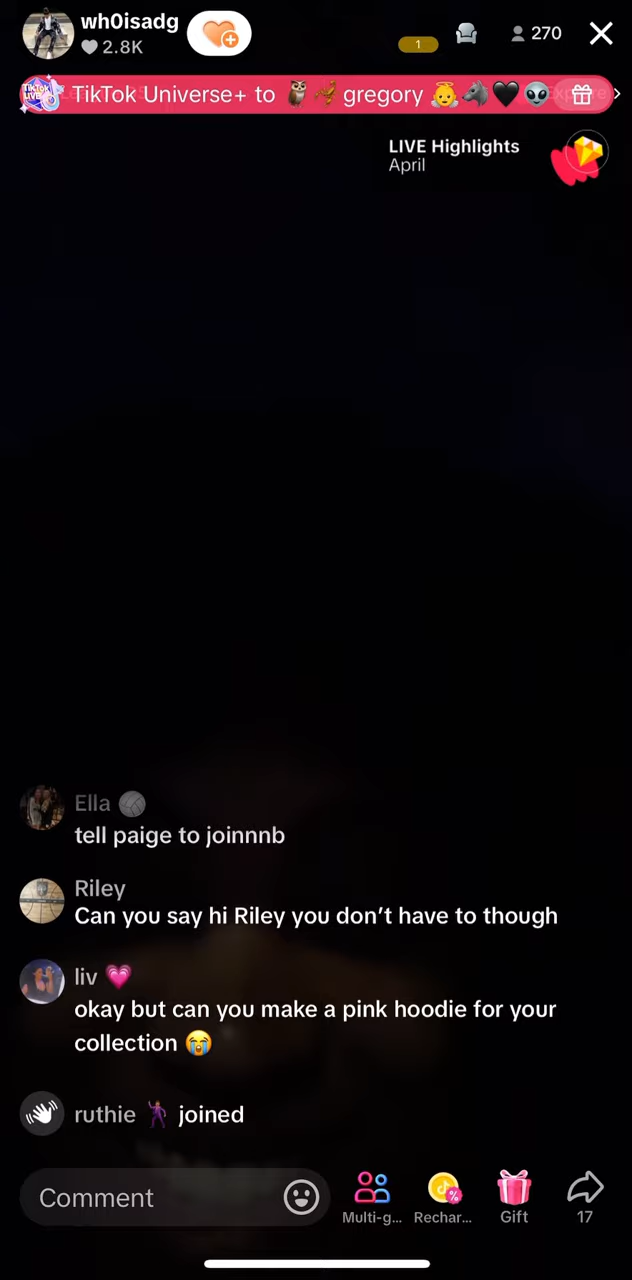 wh0isadg
2.8K
1
270
TikTok Universe+ to 🦉🦂 gregory 👼🐺🖤👽
LIVE Highlights
April
Ella 🏐
tell paige to joinnnb
Riley
Can you say hi Riley you don’t have to though
liv 💗
okay but can you make a pink hoodie for your
collection 😭
ruthie 🕺🏾 joined
Comment
Multi-g...
Rechar...
Gift
17